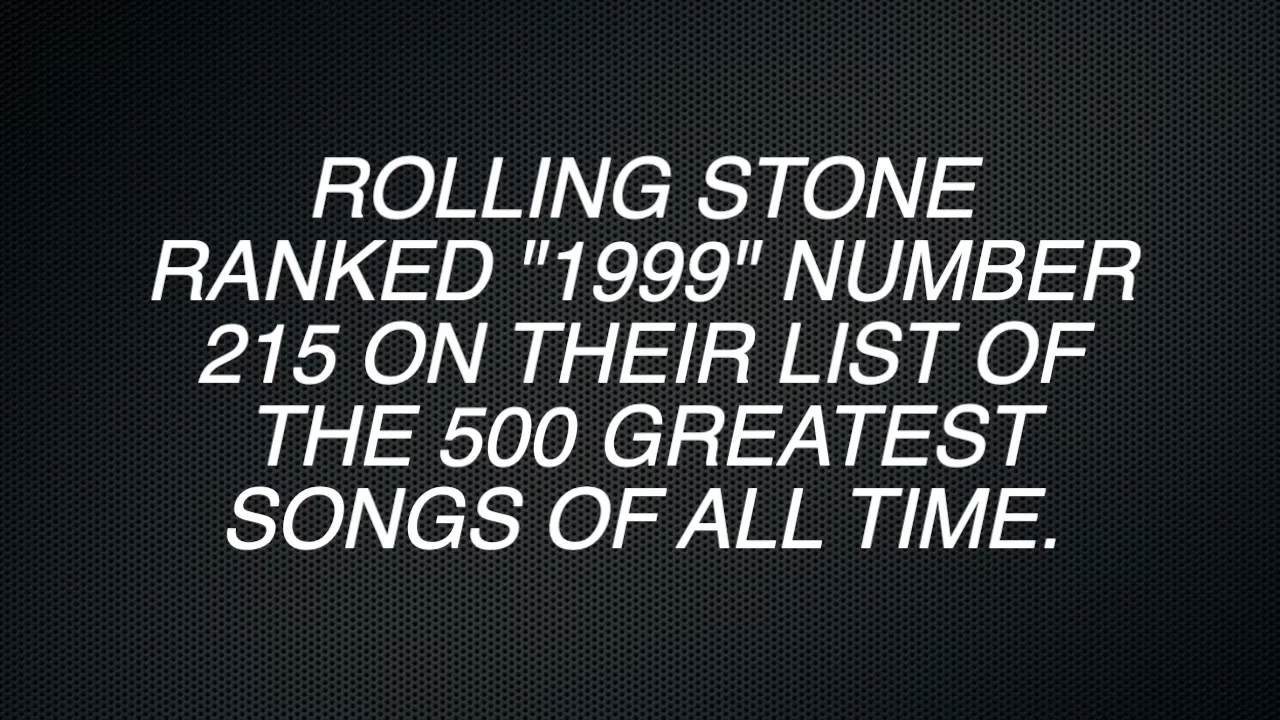 ROLLING STONE
RANKED "1999" NUMBER
215 ON THEIR LIST OF
THE 500 GREATEST
SONGS OF ALL TIME.